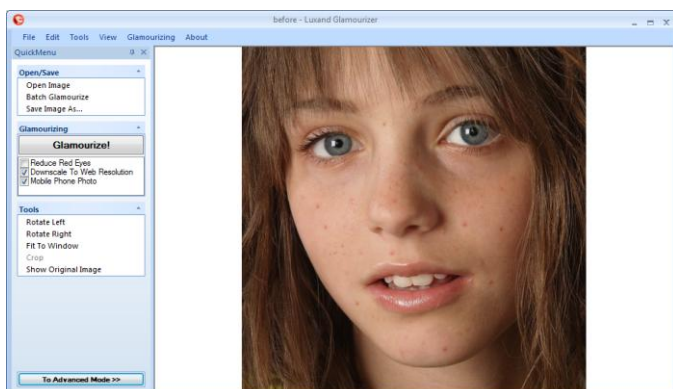 before - Luxand Glamourizer
File Edit Tools View Glamourizing About
QuickMenu
Open/Save
Open Image
Batch Glamourize
Save Image As...
Glamourizing
Glamourize!
Reduce Red Eyes
Downscale To Web Resolution
Mobile Phone Photo
Tools
Rotate Left
Rotate Right
Fit To Window
Crop
Show Original Image
To Advanced Mode >>